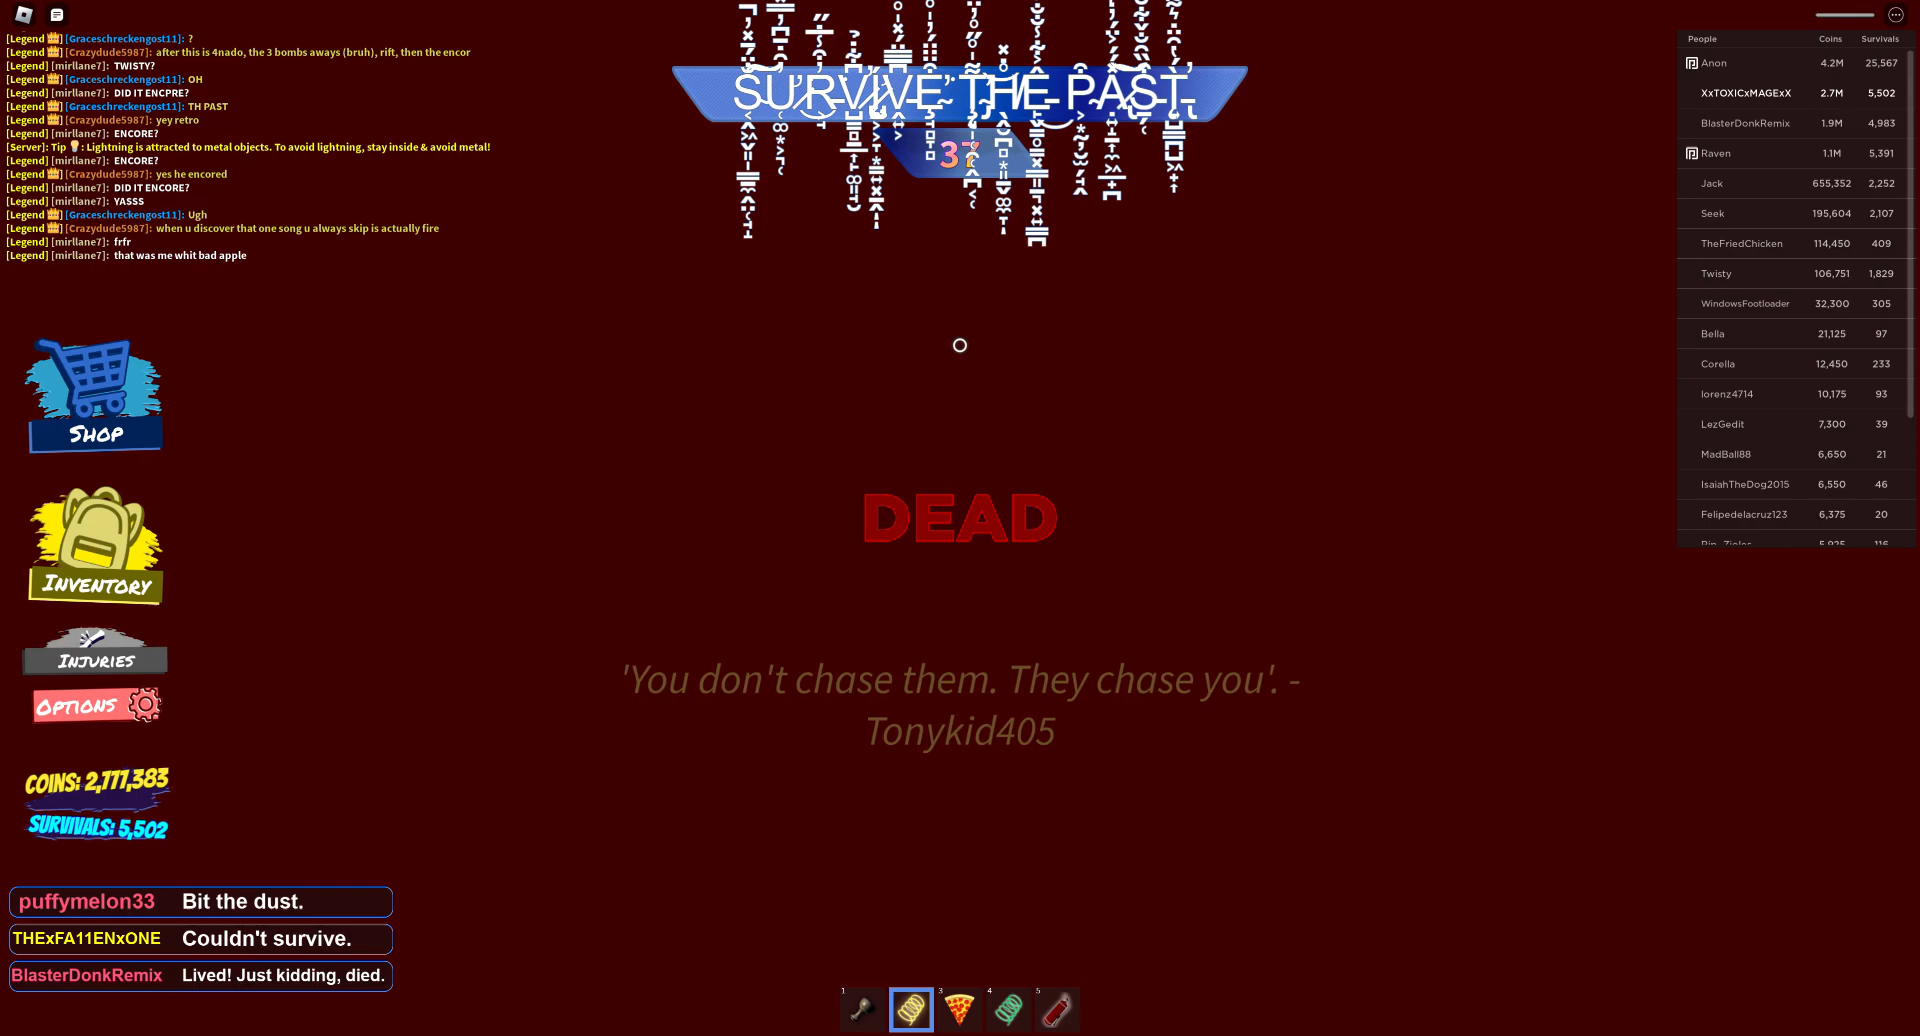 [Legend 👑] [Graceschreckengost11]: ?
[Legend 👑] [Crazydude5987]: after this is 4nado, the 3 bombs aways (bruh), rift, then the encor
[Legend] [mirllane7]: TWISTY?
[Legend 👑] [Graceschreckengost11]: OH
[Legend] [mirllane7]: DID IT ENCPRE?
[Legend 👑] [Graceschreckengost11]: TH PAST
[Legend 👑] [Crazydude5987]: yey retro
[Legend] [mirllane7]: ENCORE?
[Server]: Tip 💡: Lightning is attracted to metal objects. To avoid lightning, stay inside & avoid metal!
[Legend] [mirllane7]: ENCORE?
[Legend 👑] [Crazydude5987]: yes he encored
[Legend] [mirllane7]: DID IT ENCORE?
[Legend] [mirllane7]: YASSS
[Legend 👑] [Graceschreckengost11]: Ugh
[Legend 👑] [Crazydude5987]: when u discover that one song u always skip is actually fire
[Legend] [mirllane7]: frfr
[Legend] [mirllane7]: that was me whit bad apple
SURVIVE THE PAST
37
People Coins Survivals
Anon 4.2M 25,567
XxTOXICxMAGExX 2.7M 5,502
BlasterDonkRemix 1.9M 4,983
Raven 1.1M 5,391
Jack 655,352 2,252
Seek 195,604 2,107
TheFriedChicken 114,450 409
Twisty 106,751 1,829
WindowsFootloader 32,300 305
Bella 21,125 97
Corella 12,450 233
lorenz4714 10,175 93
LezGedit 7,300 39
MadBall88 6,650 21
IsaiahTheDog2015 6,550 46
Felipedelacruz123 6,375 20
SHOP
INVENTORY
INJURIES
OPTIONS
COINS: 2,777,383
SURVIVALS: 5,502
DEAD
'You don't chase them. They chase you'. -
Tonykid405
puffymelon33 Bit the dust.
THExFA11ENxONE Couldn't survive.
BlasterDonkRemix Lived! Just kidding, died.
1 3 4 5